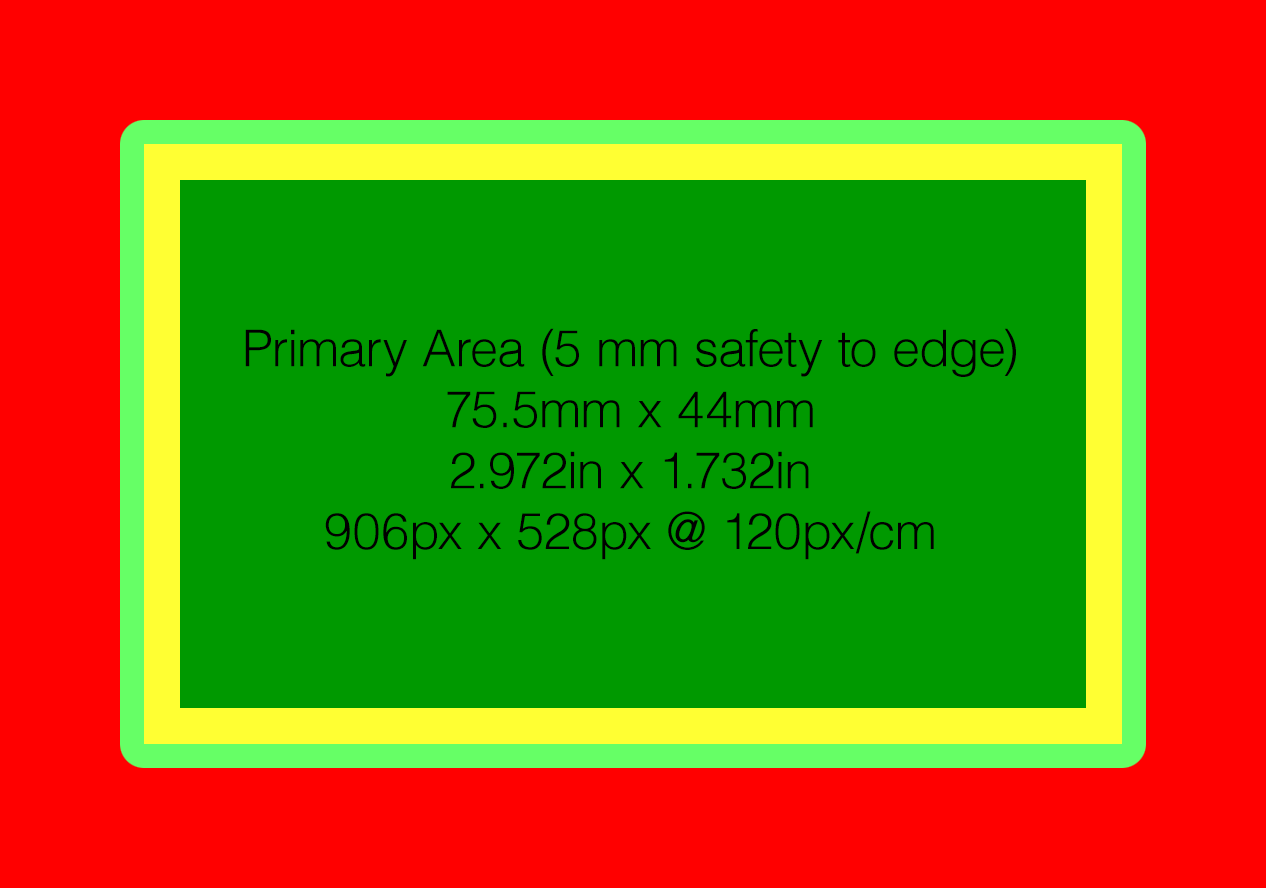 Primary Area (5 mm safety to edge)
75.5mm x 44mm
2.972in x 1.732in
906px x 528px @ 120px/cm